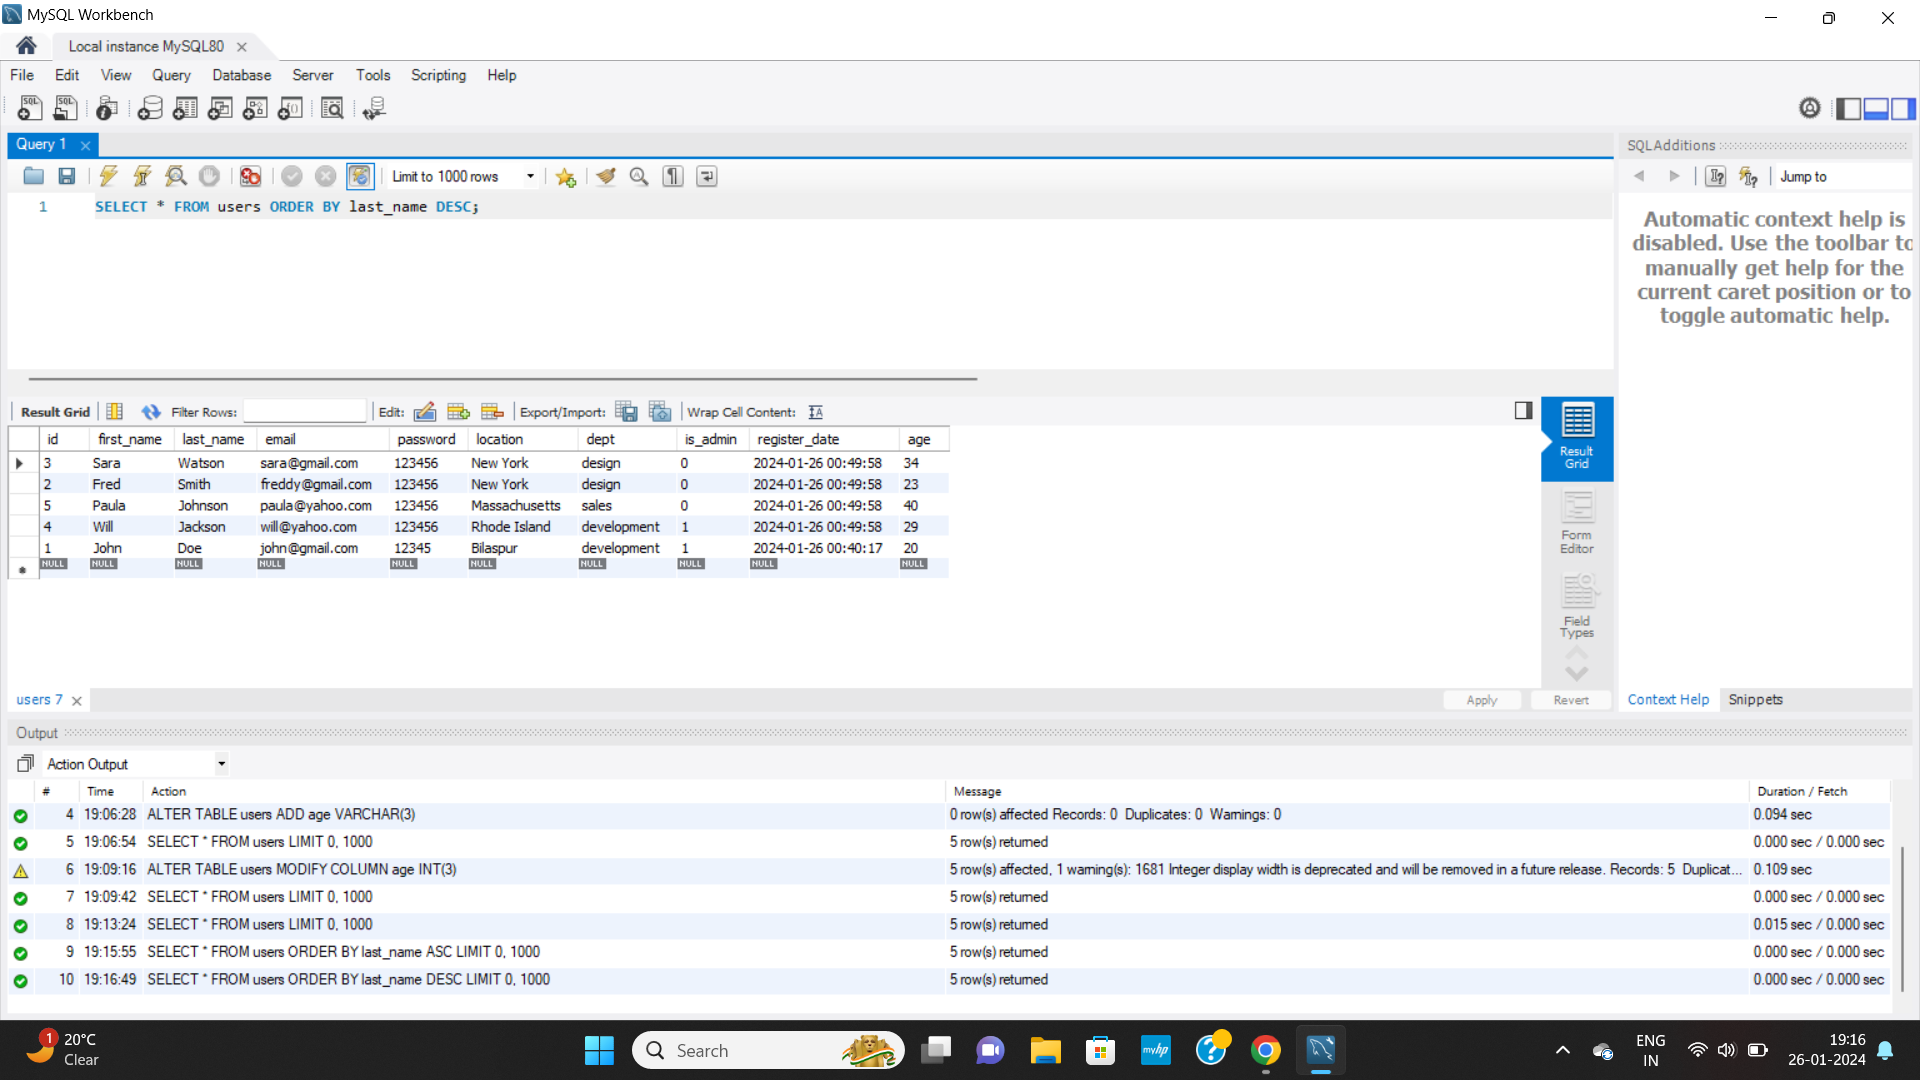 MySQL Workbench
Local instance MySQL80
File Edit View Query Database Server Tools Scripting Help
Query 1
SQLAdditions
Limit to 1000 rows
Jump to
1 SELECT * FROM users ORDER BY last_name DESC;
Automatic context help is
disabled. Use the toolbar to
manually get help for the
current caret position or to
toggle automatic help.
Result Grid Filter Rows: Edit: Export/Import: Wrap Cell Content:
id first_name last_name email password location dept is_admin register_date age
3 Sara Watson sara@gmail.com 123456 New York design 0 2024-01-26 00:49:58 34
2 Fred Smith freddy@gmail.com 123456 New York design 0 2024-01-26 00:49:58 23
5 Paula Johnson paula@yahoo.com 123456 Massachusetts sales 0 2024-01-26 00:49:58 40
4 Will Jackson will@yahoo.com 123456 Rhode Island development 1 2024-01-26 00:49:58 29
1 John Doe john@gmail.com 12345 Bilaspur development 1 2024-01-26 00:40:17 20
NULL NULL NULL NULL NULL NULL NULL NULL NULL NULL
Result
Grid
Form
Editor
Field
Types
users 7
Apply Revert
Context Help Snippets
Output
Action Output
# Time Action Message Duration / Fetch
4 19:06:28 ALTER TABLE users ADD age VARCHAR(3) 0 row(s) affected Records: 0 Duplicates: 0 Warnings: 0 0.094 sec
5 19:06:54 SELECT * FROM users LIMIT 0, 1000 5 row(s) returned 0.000 sec / 0.000 sec
6 19:09:16 ALTER TABLE users MODIFY COLUMN age INT(3) 5 row(s) affected, 1 warning(s): 1681 Integer display width is deprecated and will be removed in a future release. Records: 5 Duplicat... 0.109 sec
7 19:09:42 SELECT * FROM users LIMIT 0, 1000 5 row(s) returned 0.000 sec / 0.000 sec
8 19:13:24 SELECT * FROM users LIMIT 0, 1000 5 row(s) returned 0.015 sec / 0.000 sec
9 19:15:55 SELECT * FROM users ORDER BY last_name ASC LIMIT 0, 1000 5 row(s) returned 0.000 sec / 0.000 sec
10 19:16:49 SELECT * FROM users ORDER BY last_name DESC LIMIT 0, 1000 5 row(s) returned 0.000 sec / 0.000 sec
1
20°C
Clear
Search
myhp
ENG
IN
19:16
26-01-2024